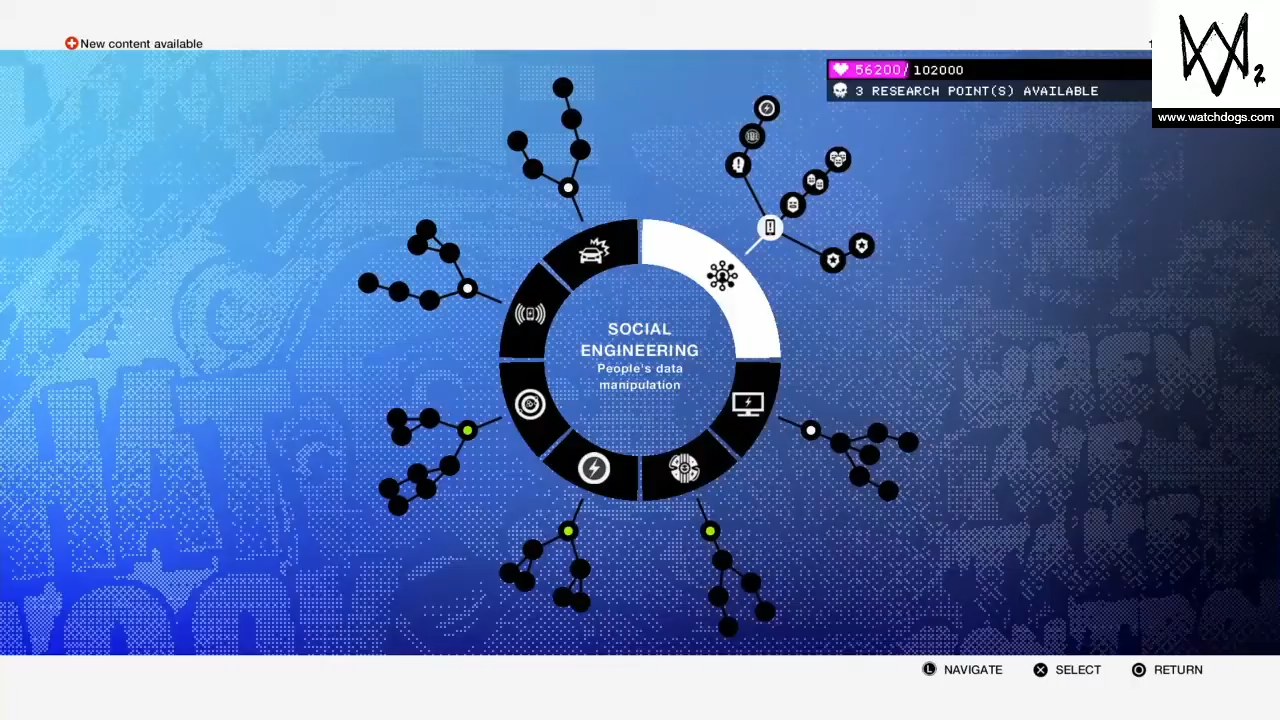 New content available
56200/ 102000
3 RESEARCH POINT(S) AVAILABLE
2
www.watchdogs.com
SOCIAL
ENGINEERING
People's data
manipulation
L NAVIGATE
SELECT
RETURN